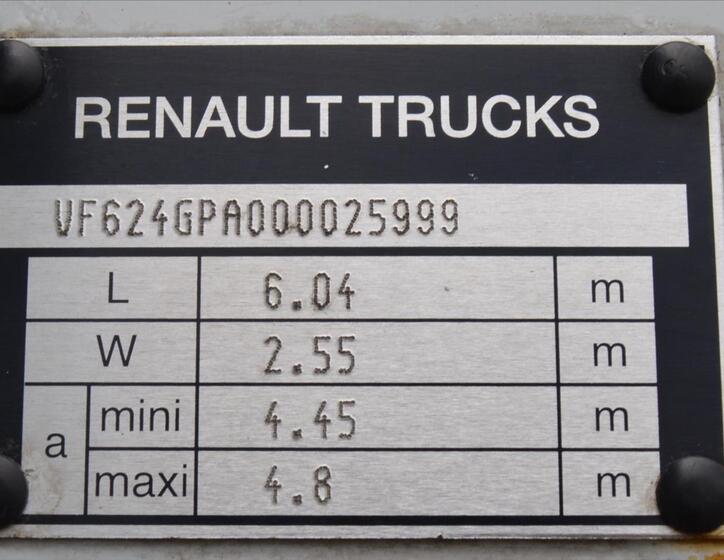 RENAULT TRUCKS
VF624GPA000025999
L 6.04 m
W 2.55 m
a mini 4.45 m
maxi 4.8 m